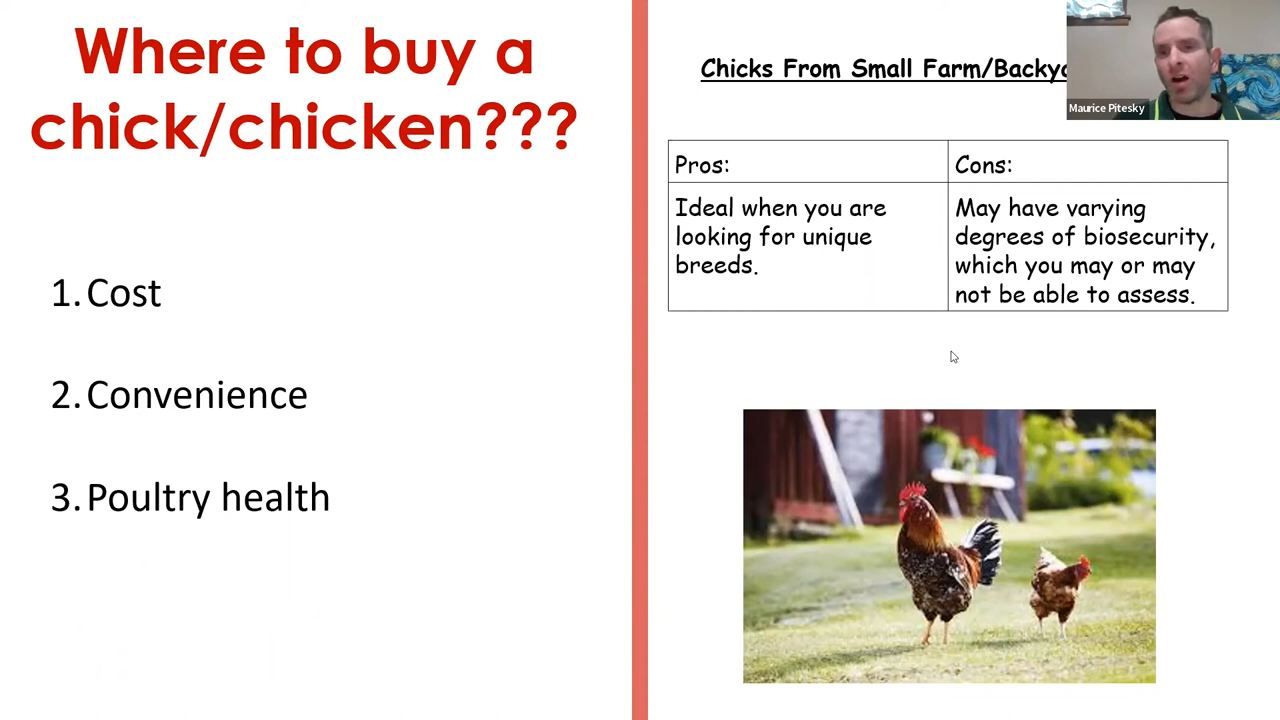 Where to buy a
chick/chicken???
1. Cost
2. Convenience
3. Poultry health
Chicks From Small
Maurice Pitesky
Pros:
Cons:
Ideal when you are
looking for unique
breeds.
May have varying
degrees of biosecurity,
which you may or may
not be able to assess.